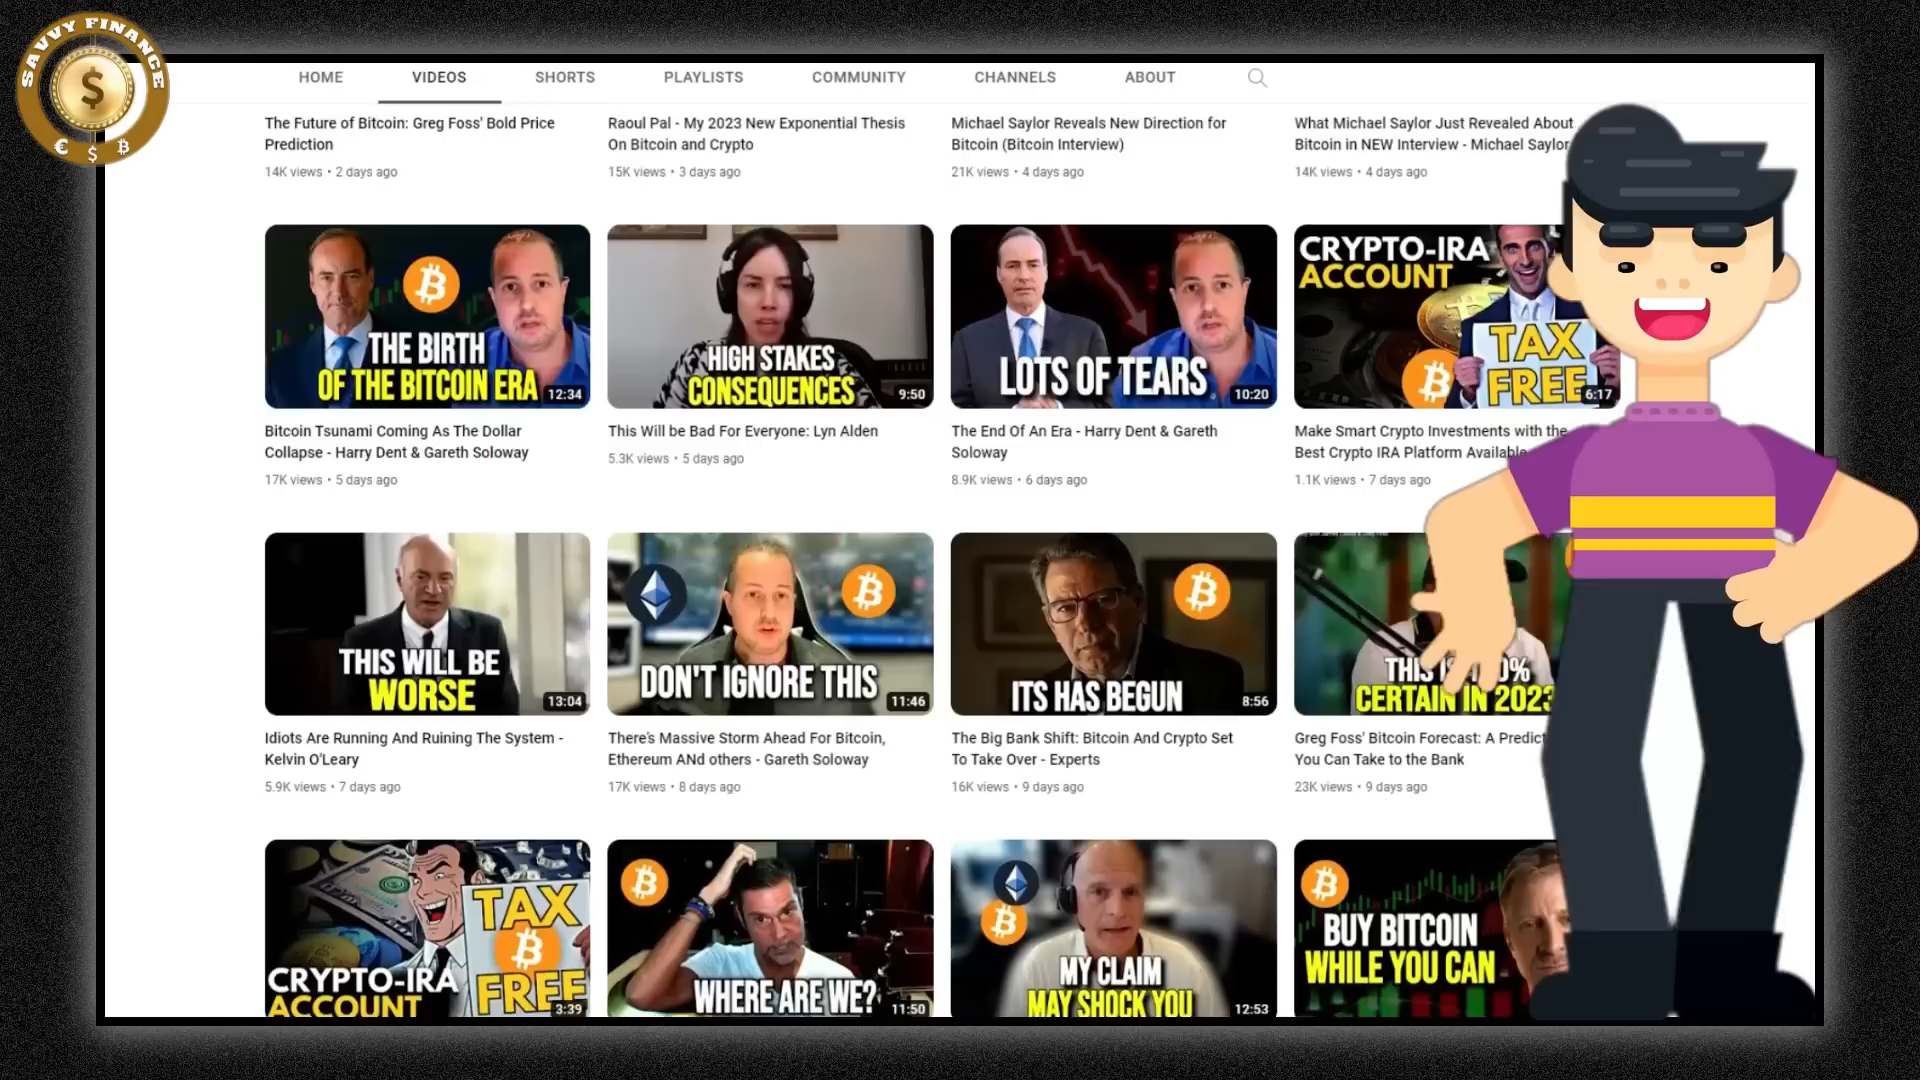 SAVVY FINANCE
$
€ $ ₿
HOME VIDEOS SHORTS PLAYLISTS COMMUNITY CHANNELS ABOUT
The Future of Bitcoin: Greg Foss' Bold Price
Prediction
14K views • 2 days ago
Raoul Pal - My 2023 New Exponential Thesis
On Bitcoin and Crypto
15K views • 3 days ago
Michael Saylor Reveals New Direction for
Bitcoin (Bitcoin Interview)
21K views • 4 days ago
What Michael Saylor Just Revealed About
Bitcoin in NEW Interview - Michael Saylor
14K views • 4 days ago
THE BIRTH
OF THE BITCOIN ERA
12:34
Bitcoin Tsunami Coming As The Dollar
Collapse - Harry Dent & Gareth Soloway
17K views • 5 days ago
HIGH STAKES
CONSEQUENCES
9:50
This Will be Bad For Everyone: Lyn Alden
5.3K views • 5 days ago
LOTS OF TEARS
10:20
The End Of An Era - Harry Dent & Gareth
Soloway
8.9K views • 6 days ago
CRYPTO-IRA
ACCOUNT
TAX
FREE
6:17
Make Smart Crypto Investments with the
Best Crypto IRA Platform Available
1.1K views • 7 days ago
THIS WILL BE
WORSE
13:04
Idiots Are Running And Ruining The System -
Kelvin O'Leary
5.9K views • 7 days ago
DON'T IGNORE THIS
11:46
There's Massive Storm Ahead For Bitcoin,
Ethereum ANd others - Gareth Soloway
17K views • 8 days ago
ITS HAS BEGUN
8:56
The Big Bank Shift: Bitcoin And Crypto Set
To Take Over - Experts
16K views • 9 days ago
CERTAIN IN 2023
Greg Foss' Bitcoin Forecast: A
You Can Take to the Bank
23K views • 9 days ago
CRYPTO-IRA
ACCOUNT
TAX
FREE
3:39
WHERE ARE WE?
11:50
MY CLAIM
MAY SHOCK YOU
12:53
BUY BITCOIN
WHILE YOU CAN